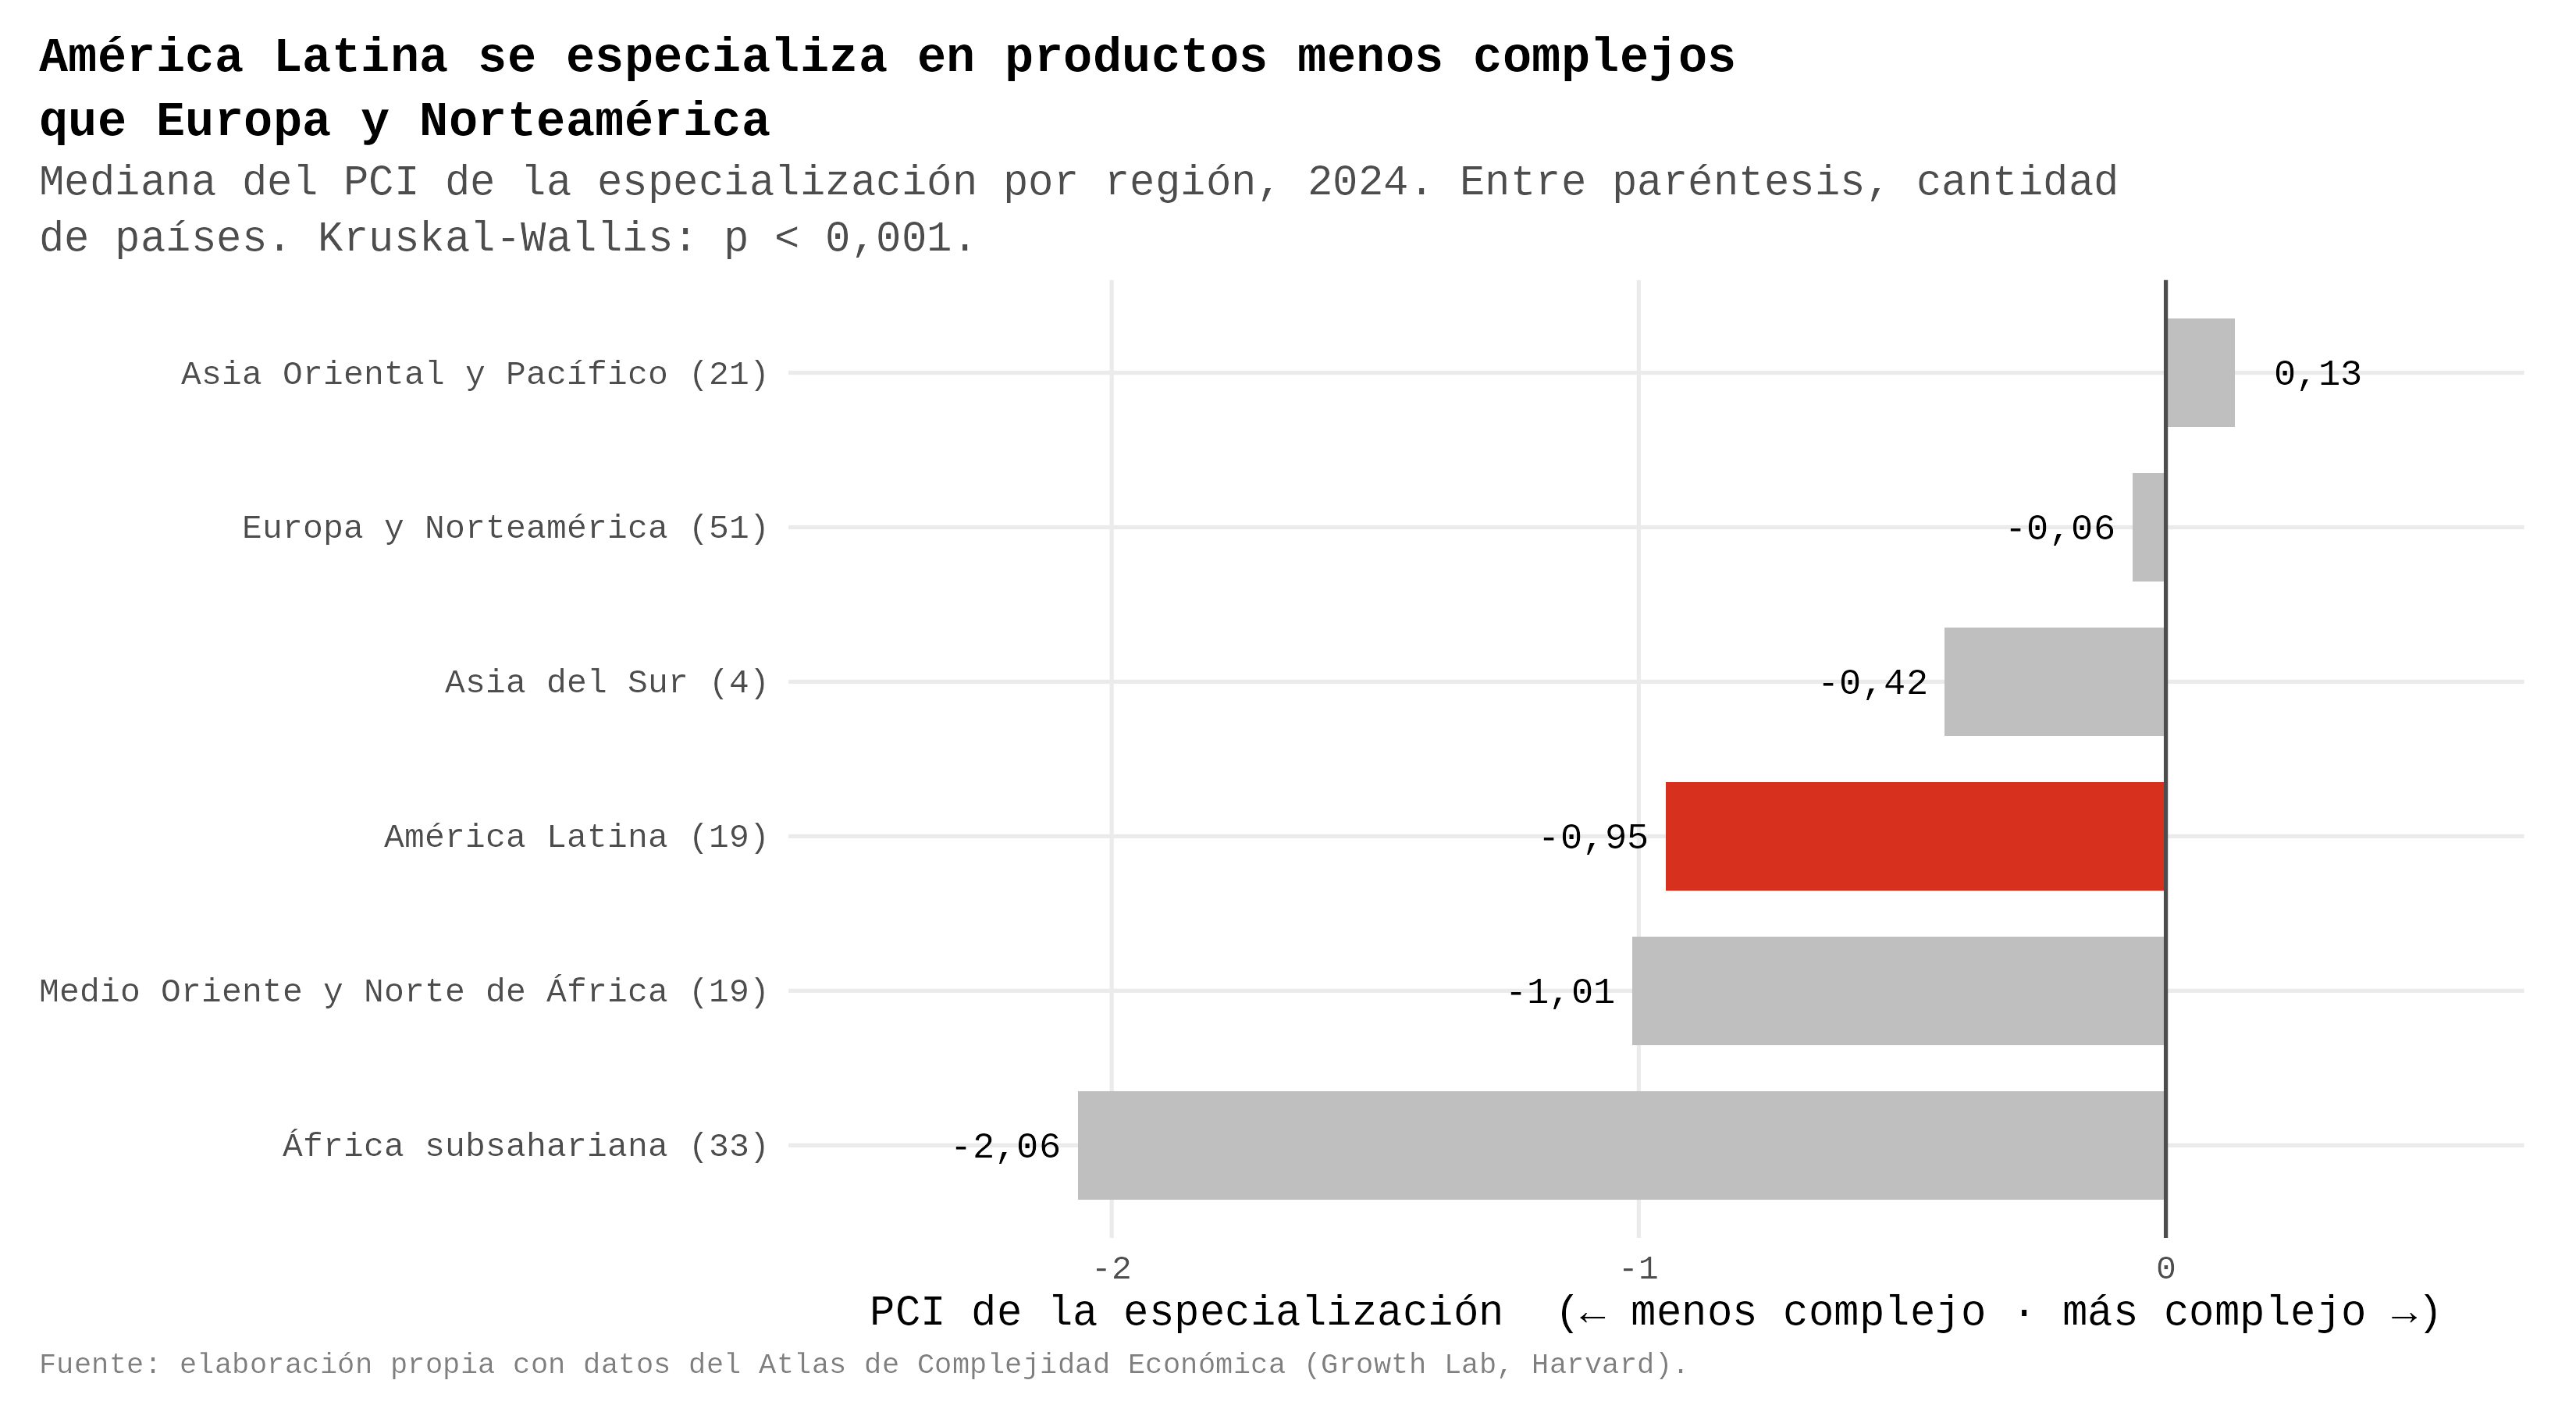 América Latina se especializa en productos menos complejos
que Europa y Norteamérica
Mediana del PCI de la especialización por región, 2024. Entre paréntesis, cantidad
de países. Kruskal-Wallis: p < 0,001.
Asia Oriental y Pacífico (21)
0,13
Europa y Norteamérica (51)
-0,06
Asia del Sur (4)
-0,42
América Latina (19)
-0,95
Medio Oriente y Norte de África (19)
-1,01
África subsahariana (33)
-2,06
-2 -1 0
PCI de la especialización  (← menos complejo · más complejo →)
Fuente: elaboración propia con datos del Atlas de Complejidad Económica (Growth Lab, Harvard).